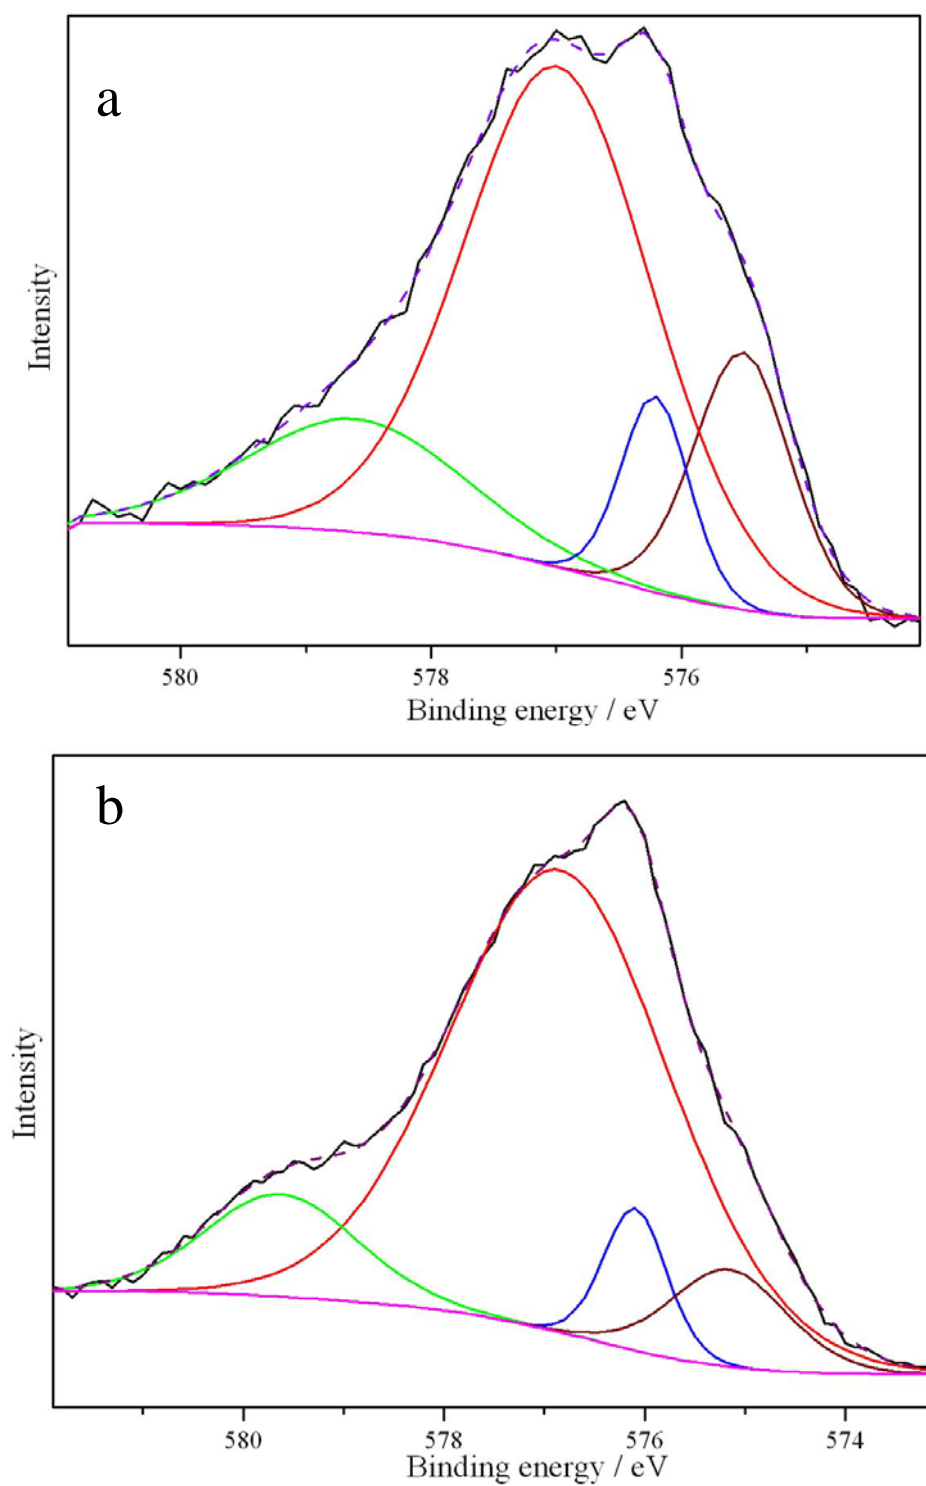 a
Intensity
580 578 576
Binding energy / eV
b
Intensity
580 578 576 574
Binding energy / eV